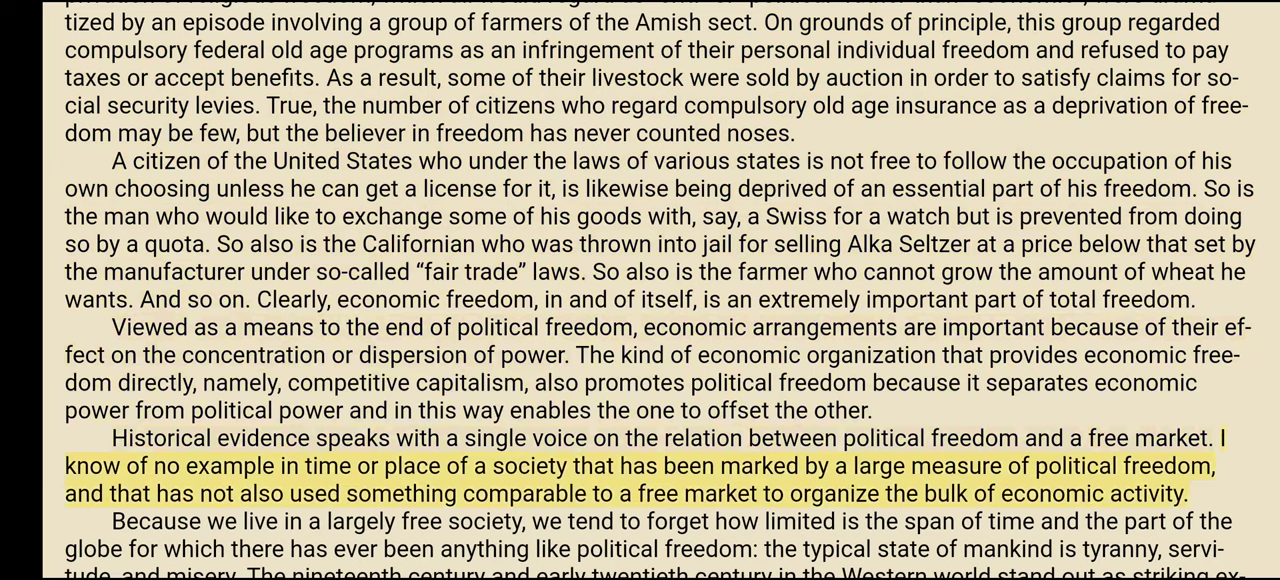 tized by an episode involving a group of farmers of the Amish sect. On grounds of principle, this group regarded
compulsory federal old age programs as an infringement of their personal individual freedom and refused to pay
taxes or accept benefits. As a result, some of their livestock were sold by auction in order to satisfy claims for so-
cial security levies. True, the number of citizens who regard compulsory old age insurance as a deprivation of free-
dom may be few, but the believer in freedom has never counted noses.
A citizen of the United States who under the laws of various states is not free to follow the occupation of his
own choosing unless he can get a license for it, is likewise being deprived of an essential part of his freedom. So is
the man who would like to exchange some of his goods with, say, a Swiss for a watch but is prevented from doing
so by a quota. So also is the Californian who was thrown into jail for selling Alka Seltzer at a price below that set by
the manufacturer under so-called “fair trade” laws. So also is the farmer who cannot grow the amount of wheat he
wants. And so on. Clearly, economic freedom, in and of itself, is an extremely important part of total freedom.
Viewed as a means to the end of political freedom, economic arrangements are important because of their ef-
fect on the concentration or dispersion of power. The kind of economic organization that provides economic free-
dom directly, namely, competitive capitalism, also promotes political freedom because it separates economic
power from political power and in this way enables the one to offset the other.
Historical evidence speaks with a single voice on the relation between political freedom and a free market. I
know of no example in time or place of a society that has been marked by a large measure of political freedom,
and that has not also used something comparable to a free market to organize the bulk of economic activity.
Because we live in a largely free society, we tend to forget how limited is the span of time and the part of the
globe for which there has ever been anything like political freedom: the typical state of mankind is tyranny, servi-
tude, and misery. The nineteenth century and early twentieth century in the Western world stand out as striking ex-